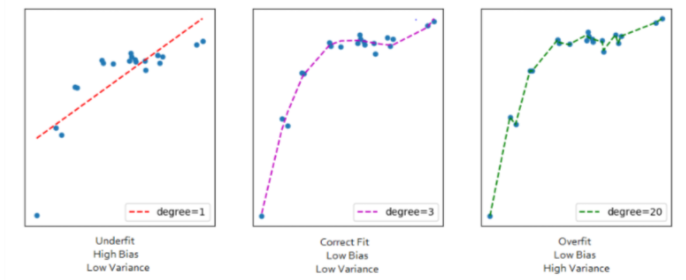 degree=1
Underfit
High Bias
Low Variance
degree=3
Correct Fit
Low Bias
Low Variance
degree=20
Overfit
Low Bias
High Variance